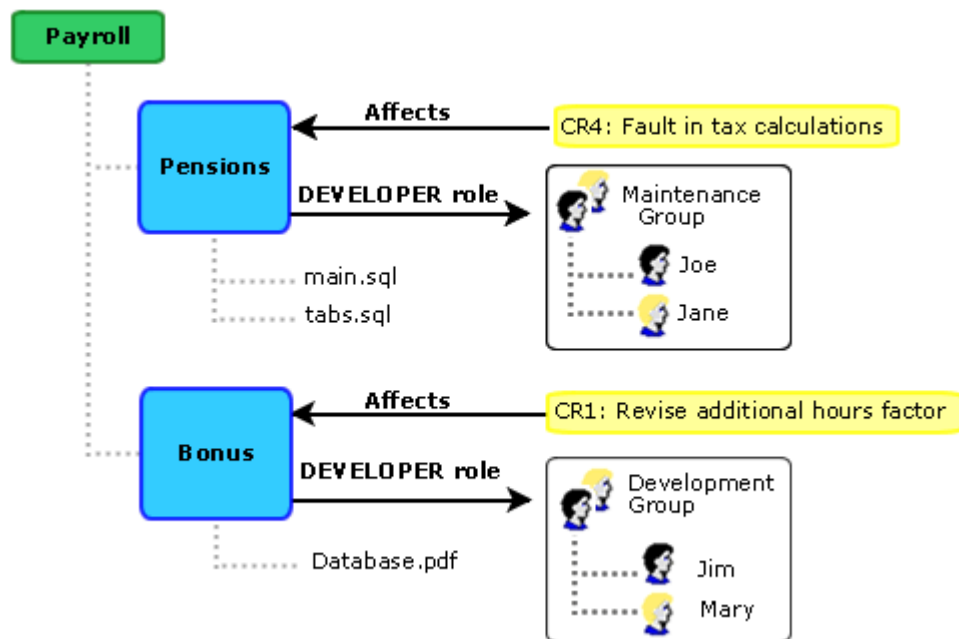 Payroll
Affects
CR4: Fault in tax calculations
Pensions
DEVELOPER role
Maintenance
Group
Joe
main.sql
tabs.sql
Jane
Affects
CR1: Revise additional hours factor
Bonus
DEVELOPER role
Development
Group
Database.pdf
Jim
Mary